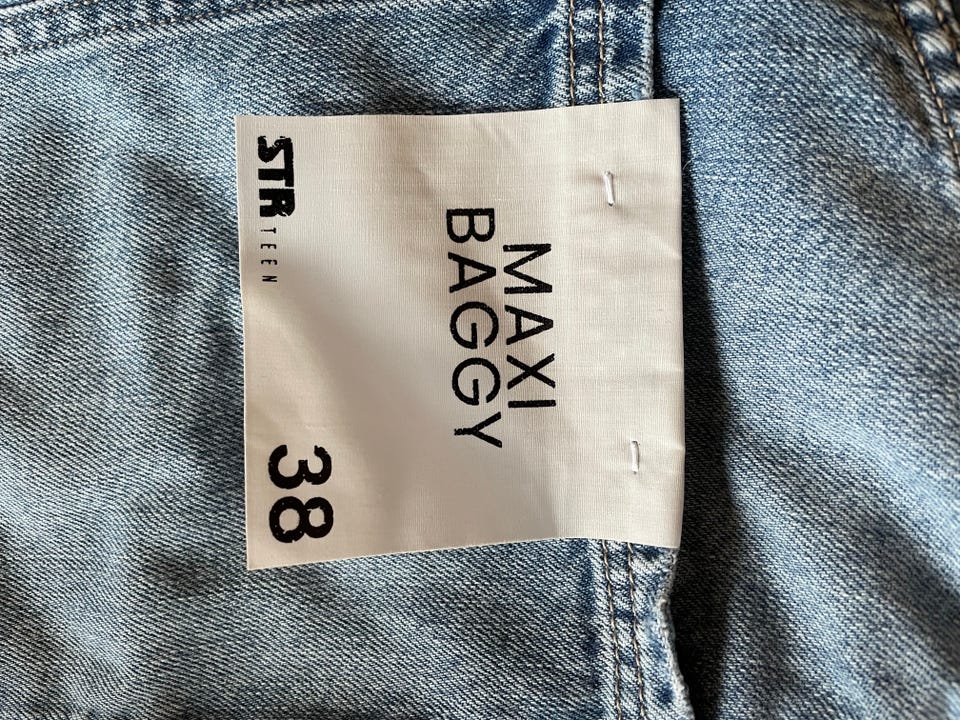 MAXI
BAGGY
STR TEEN
38